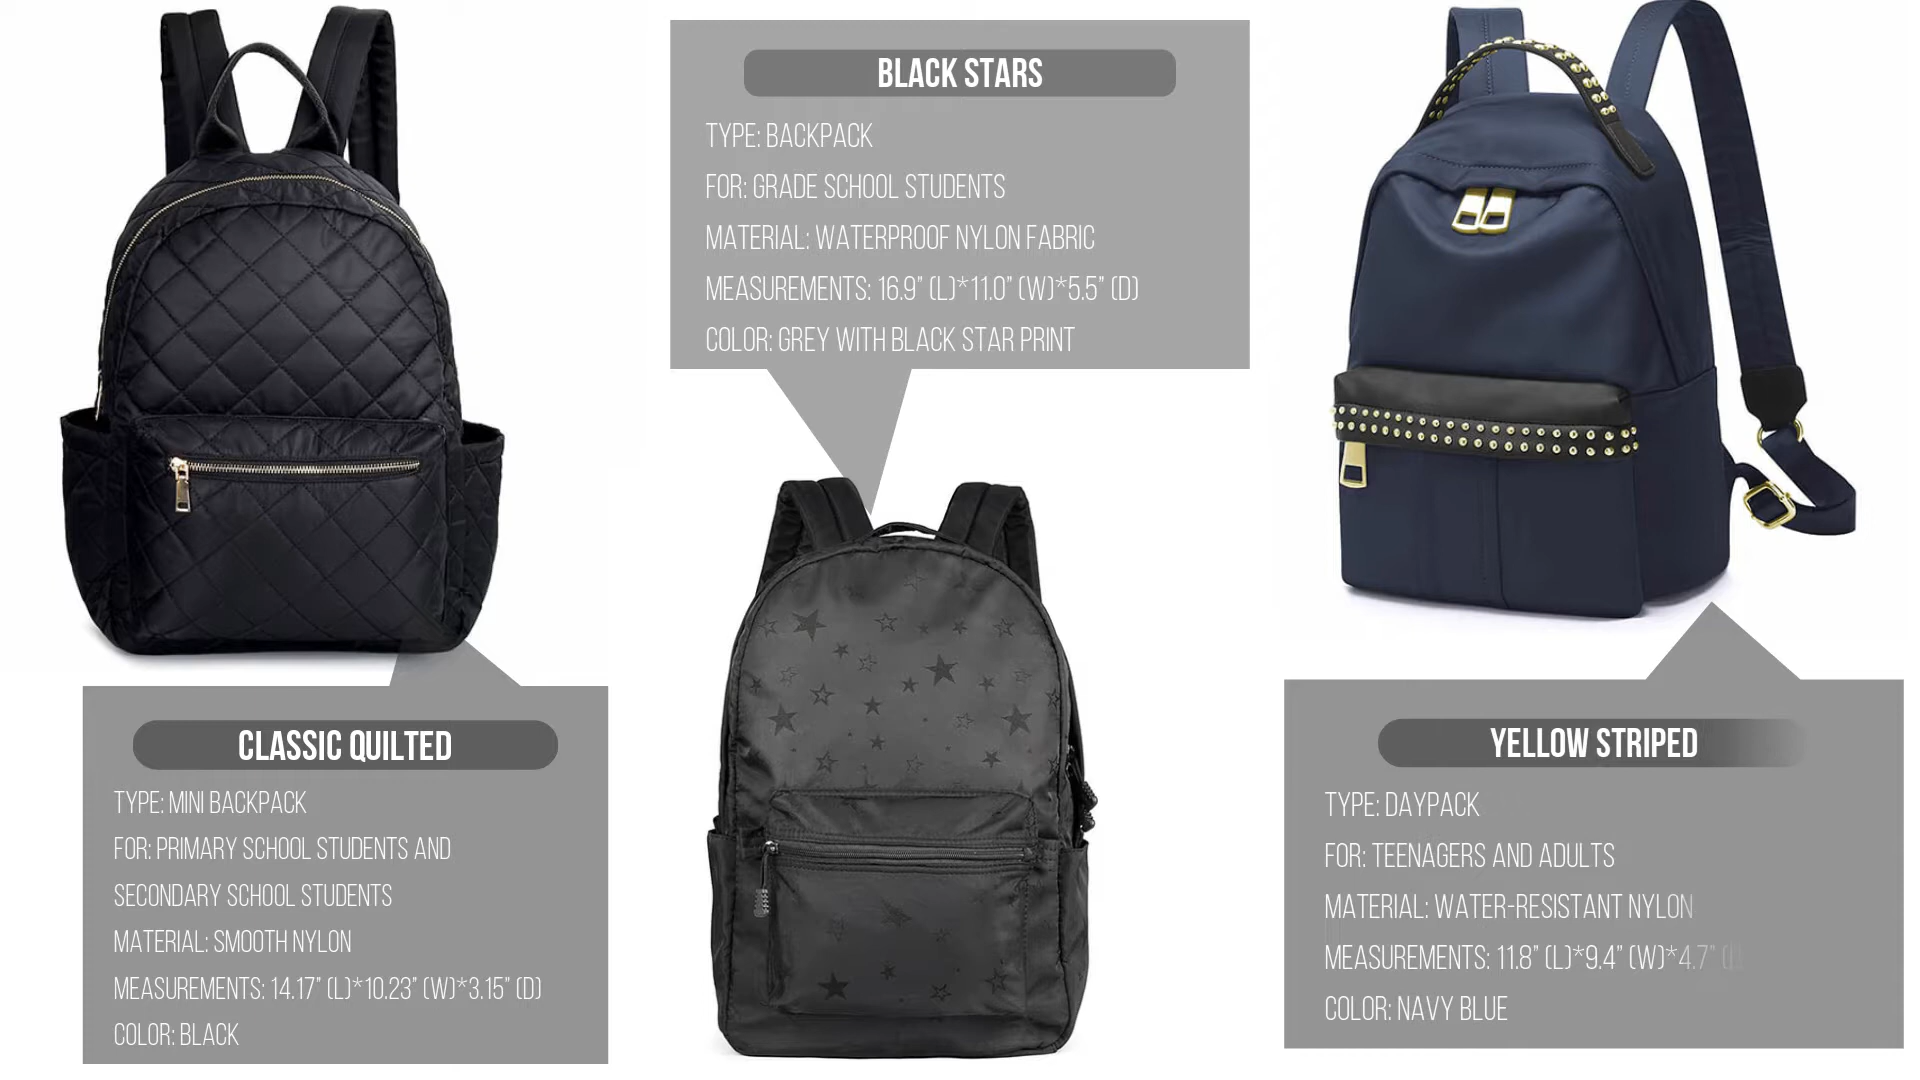 BLACK STARS
TYPE: BACKPACK
FOR: GRADE SCHOOL STUDENTS
MATERIAL: WATERPROOF NYLON FABRIC
MEASUREMENTS: 16.9" (L)*11.0" (W)*5.5" (D)
COLOR: GREY WITH BLACK STAR PRINT
CLASSIC QUILTED
TYPE: MINI BACKPACK
FOR: PRIMARY SCHOOL STUDENTS AND
SECONDARY SCHOOL STUDENTS
MATERIAL: SMOOTH NYLON
MEASUREMENTS: 14.17" (L)*10.23" (W)*3.15" (D)
COLOR: BLACK
YELLOW STRIPED
TYPE: DAYPACK
FOR: TEENAGERS AND ADULTS
MATERIAL: WATER-RESISTANT NYLON
MEASUREMENTS: 11.8" (L)*9.4" (W)*4.7"
COLOR: NAVY BLUE